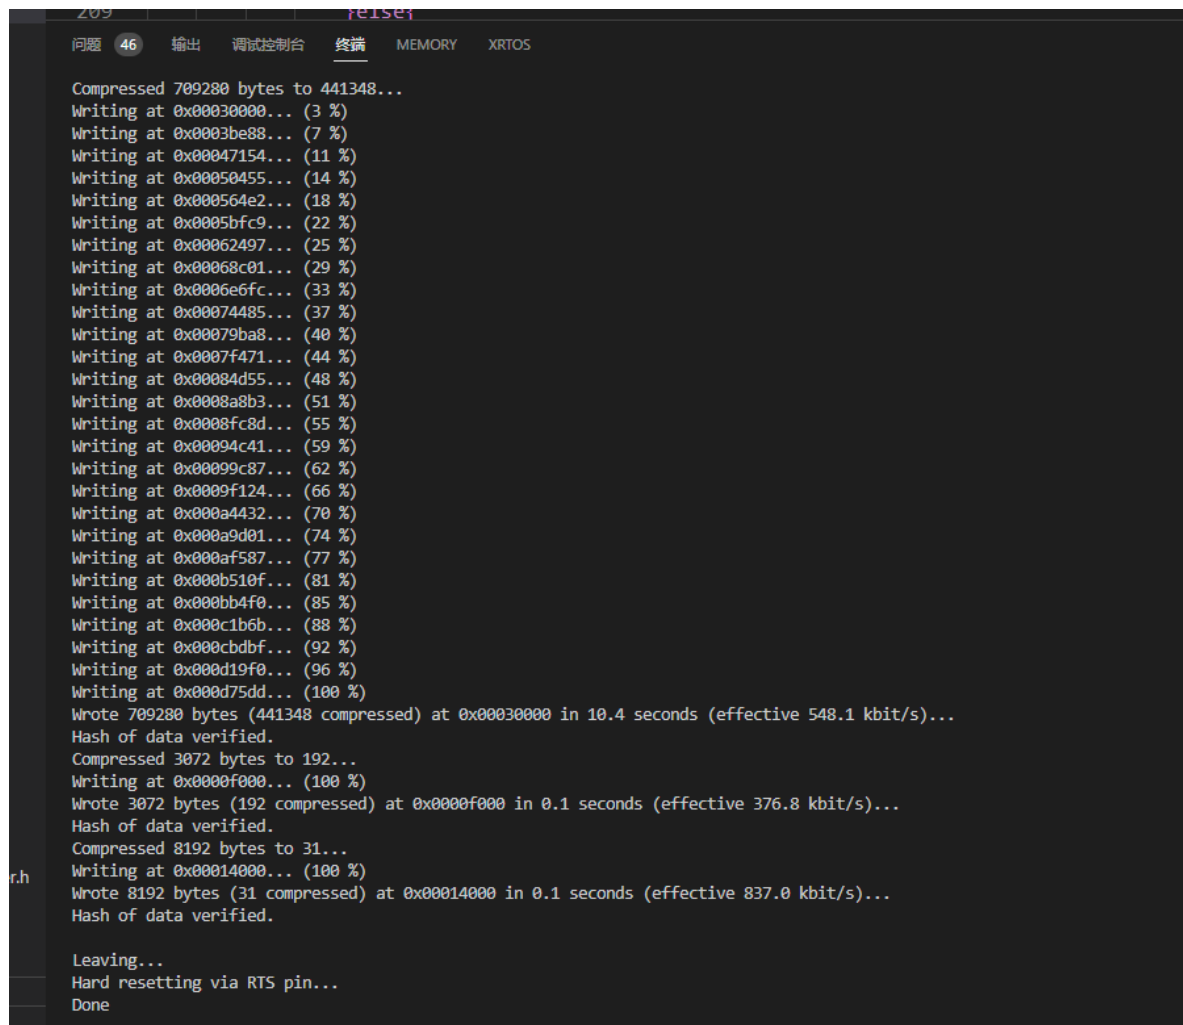 209 }else{
问题 46 输出 调试控制台 终端 MEMORY XRTOS
Compressed 709280 bytes to 441348...
Writing at 0x00030000... (3 %)
Writing at 0x0003be88... (7 %)
Writing at 0x00047154... (11 %)
Writing at 0x00050455... (14 %)
Writing at 0x000564e2... (18 %)
Writing at 0x0005bfc9... (22 %)
Writing at 0x00062497... (25 %)
Writing at 0x00068c01... (29 %)
Writing at 0x0006e6fc... (33 %)
Writing at 0x00074485... (37 %)
Writing at 0x00079ba8... (40 %)
Writing at 0x0007f471... (44 %)
Writing at 0x00084d55... (48 %)
Writing at 0x0008a8b3... (51 %)
Writing at 0x0008fc8d... (55 %)
Writing at 0x00094c41... (59 %)
Writing at 0x00099c87... (62 %)
Writing at 0x0009f124... (66 %)
Writing at 0x000a4432... (70 %)
Writing at 0x000a9d01... (74 %)
Writing at 0x000af587... (77 %)
Writing at 0x000b510f... (81 %)
Writing at 0x000bb4f0... (85 %)
Writing at 0x000c1b6b... (88 %)
Writing at 0x000cbdbf... (92 %)
Writing at 0x000d19f0... (96 %)
Writing at 0x000d75dd... (100 %)
Wrote 709280 bytes (441348 compressed) at 0x00030000 in 10.4 seconds (effective 548.1 kbit/s)...
Hash of data verified.
Compressed 3072 bytes to 192...
Writing at 0x0000f000... (100 %)
Wrote 3072 bytes (192 compressed) at 0x0000f000 in 0.1 seconds (effective 376.8 kbit/s)...
Hash of data verified.
Compressed 8192 bytes to 31...
Writing at 0x00014000... (100 %)
r.h
Wrote 8192 bytes (31 compressed) at 0x00014000 in 0.1 seconds (effective 837.0 kbit/s)...
Hash of data verified.
Leaving...
Hard resetting via RTS pin...
Done